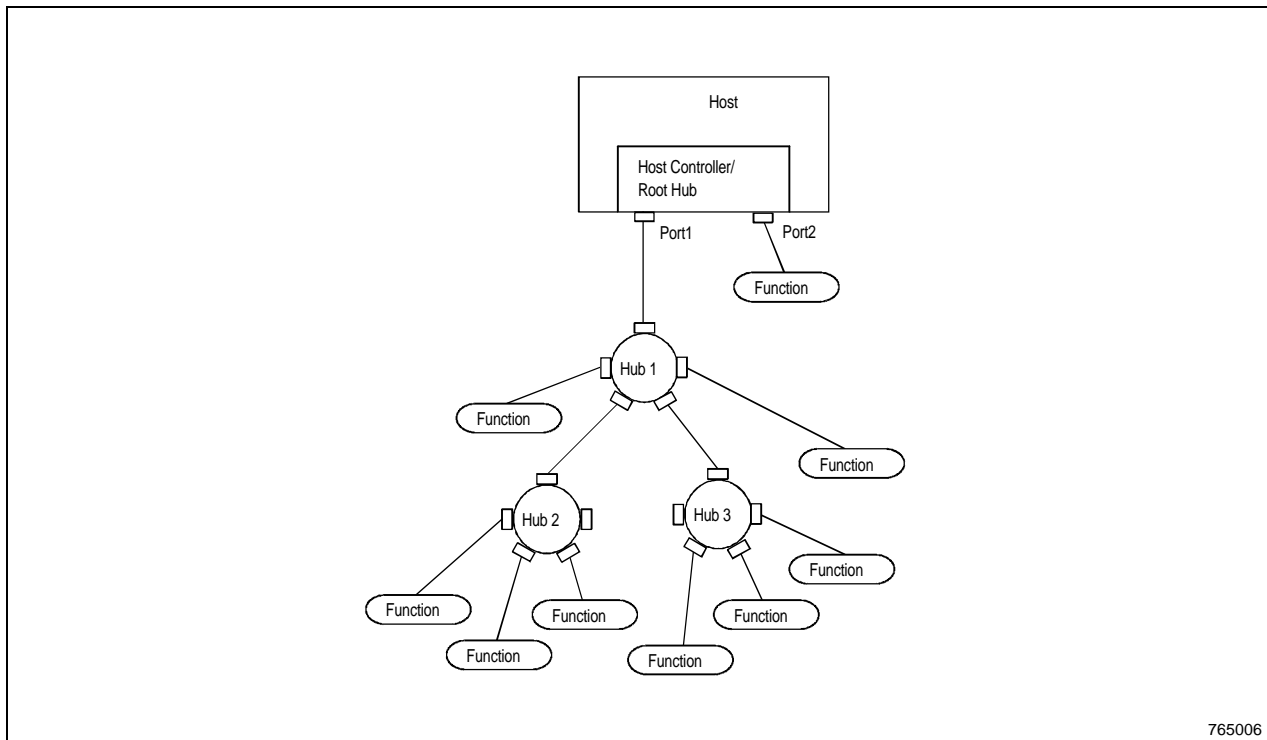 Host
Host Controller/
Root Hub
Port1
Port2
Function
Hub 1
Function
Function
Hub 2
Hub 3
Function
Function
Function
Function
Function
Function
765006